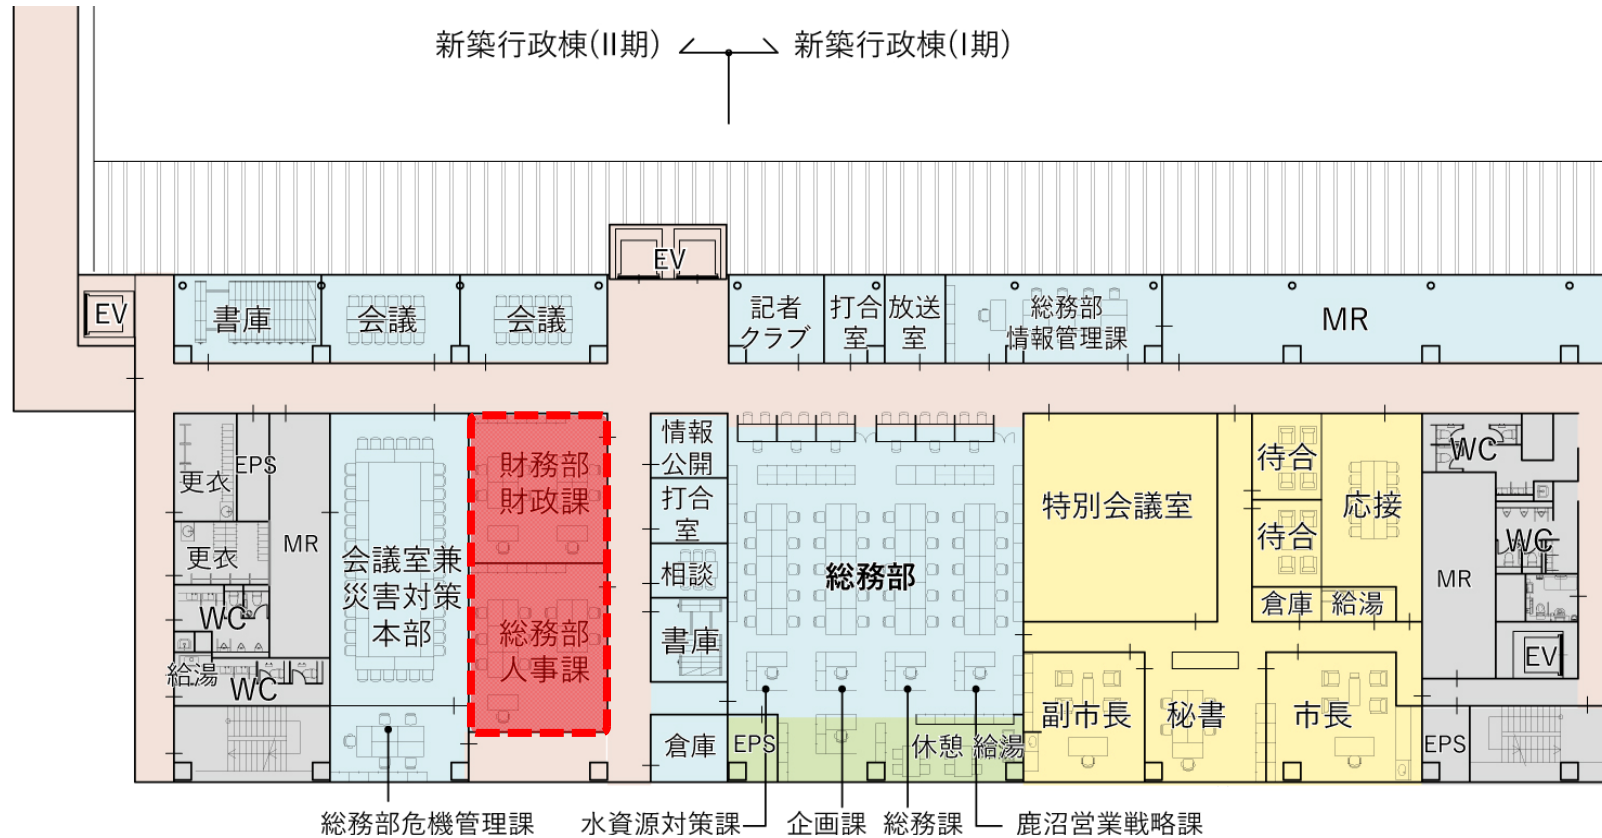 新築行政棟(II期)
新築行政棟(I期)
EV
EV
書庫
会議
会議
記者
クラブ
打合
室
放送
室
総務部
情報管理課
MR
更衣
EPS
更衣
MR
WC
給湯
WC
会議室兼
災害対策
本部
財務部
財政課
総務部
人事課
情報
公開
打合
室
相談
書庫
倉庫
総務部
EPS
休憩
給湯
特別会議室
待合
待合
応接
倉庫
給湯
副市長
秘書
市長
WC
WC
MR
EV
EPS
総務部危機管理課
水資源対策課
企画課
総務課
鹿沼営業戦略課